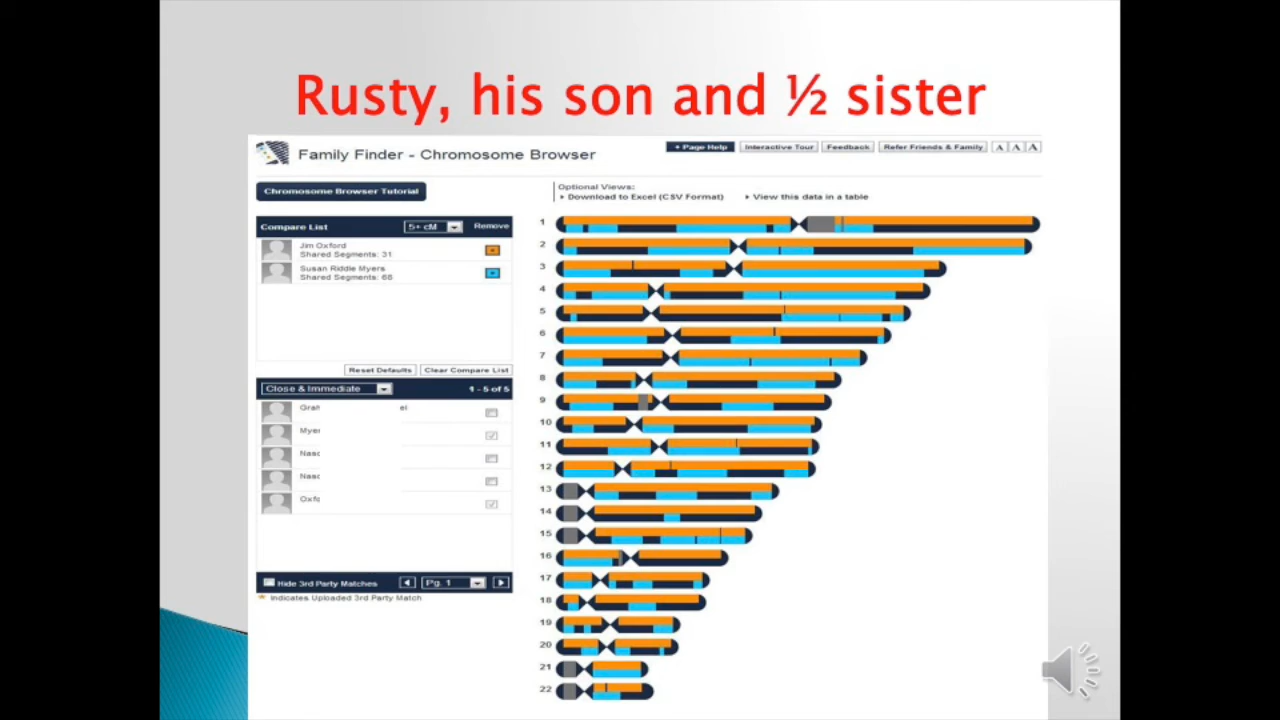 Rusty, his son and ½ sister
Family Finder - Chromosome Browser
+ Page Help
Interactive Tour
Feedback
Refer Friends & Family
A A A
Chromosome Browser Tutorial
Optional Views:
Download to Excel (CSV Format)
View this data in a table
Compare List
5+ cM
Remove
Jim Oxford
Shared Segments: 31
Susan Riddle Myers
Shared Segments: 68
Reset Defaults
Clear Compare List
Close & Immediate
1 - 5 of 5
Myer
Nasc
Nasc
Hide 3rd Party Matches
Pg. 1
* Indicates Uploaded 3rd Party Match
1
2
3
4
5
6
7
8
9
10
11
12
13
14
15
16
17
18
19
20
21
22